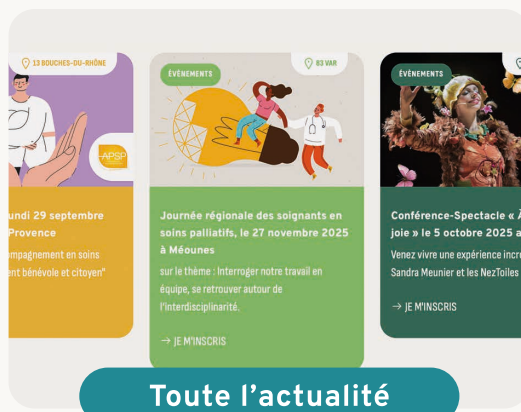 13 BOUCHES-DU-RHÔNE
APSP
undi 29 septembre
Provence
ompagnement en soins
ent bénévole et citoyen"
ÉVÉNEMENTS
83 VAR
Journée régionale des soignants en
soins palliatifs, le 27 novembre 2025
à Méounes
sur le thème : Interroger notre travail en
équipe, se retrouver autour de
l'interdisciplinarité.
→ JE M'INSCRIS
ÉVÉNEMENTS
Conférence-Spectacle « À
joie » le 5 octobre 2025 a
Venez vivre une expérience incr
Sandra Meunier et les NezToiles
→ JE M'INSCRIS
Toute l'actualité